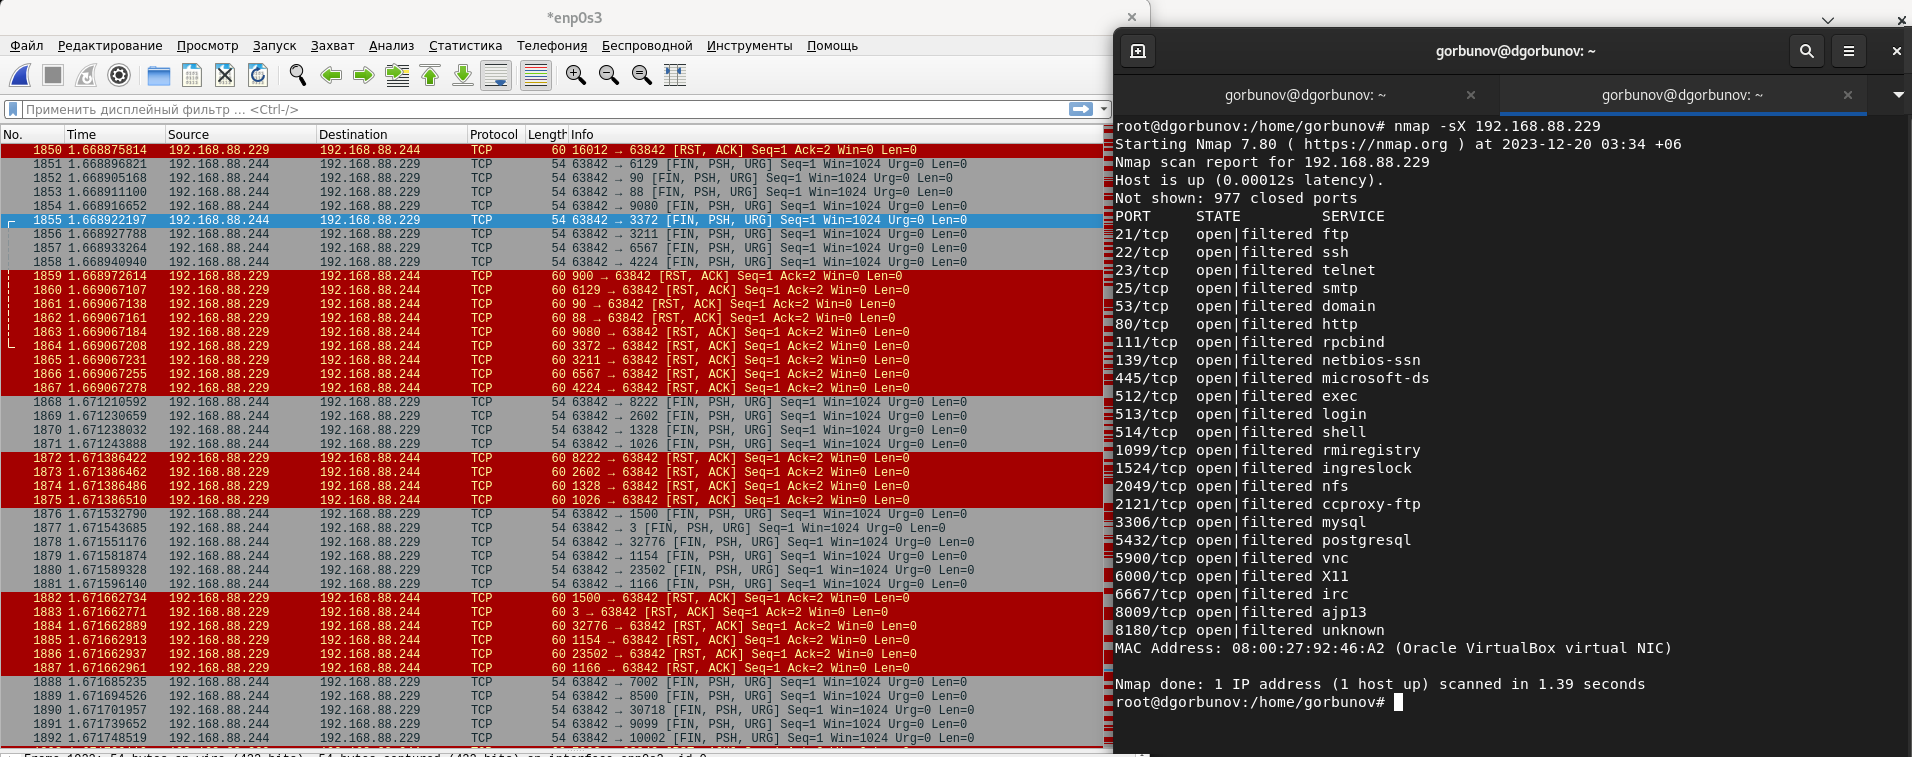 *enp0s3
Файл Редактирование Просмотр Запуск Захват Анализ Статистика Телефония Беспроводной Инструменты Помощь
Применить дисплейный фильтр … <Ctrl-/>
No. Time Source Destination Protocol Length Info
1850 1.668875814 192.168.88.229 192.168.88.244 TCP 60 16012 → 63842 [RST, ACK] Seq=1 Ack=2 Win=0 Len=0
1851 1.668896821 192.168.88.244 192.168.88.229 TCP 54 63842 → 6129 [FIN, PSH, URG] Seq=1 Win=1024 Urg=0 Len=0
1852 1.668905168 192.168.88.244 192.168.88.229 TCP 54 63842 → 90 [FIN, PSH, URG] Seq=1 Win=1024 Urg=0 Len=0
1853 1.668911100 192.168.88.244 192.168.88.229 TCP 54 63842 → 88 [FIN, PSH, URG] Seq=1 Win=1024 Urg=0 Len=0
1854 1.668916652 192.168.88.244 192.168.88.229 TCP 54 63842 → 9080 [FIN, PSH, URG] Seq=1 Win=1024 Urg=0 Len=0
1855 1.668922197 192.168.88.244 192.168.88.229 TCP 54 63842 → 3372 [FIN, PSH, URG] Seq=1 Win=1024 Urg=0 Len=0
1856 1.668927788 192.168.88.244 192.168.88.229 TCP 54 63842 → 3211 [FIN, PSH, URG] Seq=1 Win=1024 Urg=0 Len=0
1857 1.668933264 192.168.88.244 192.168.88.229 TCP 54 63842 → 6567 [FIN, PSH, URG] Seq=1 Win=1024 Urg=0 Len=0
1858 1.668940940 192.168.88.244 192.168.88.229 TCP 54 63842 → 4224 [FIN, PSH, URG] Seq=1 Win=1024 Urg=0 Len=0
1859 1.668972614 192.168.88.229 192.168.88.244 TCP 60 900 → 63842 [RST, ACK] Seq=1 Ack=2 Win=0 Len=0
1860 1.669067107 192.168.88.229 192.168.88.244 TCP 60 6129 → 63842 [RST, ACK] Seq=1 Ack=2 Win=0 Len=0
1861 1.669067138 192.168.88.229 192.168.88.244 TCP 60 90 → 63842 [RST, ACK] Seq=1 Ack=2 Win=0 Len=0
1862 1.669067161 192.168.88.229 192.168.88.244 TCP 60 88 → 63842 [RST, ACK] Seq=1 Ack=2 Win=0 Len=0
1863 1.669067184 192.168.88.229 192.168.88.244 TCP 60 9080 → 63842 [RST, ACK] Seq=1 Ack=2 Win=0 Len=0
1864 1.669067208 192.168.88.229 192.168.88.244 TCP 60 3372 → 63842 [RST, ACK] Seq=1 Ack=2 Win=0 Len=0
1865 1.669067231 192.168.88.229 192.168.88.244 TCP 60 3211 → 63842 [RST, ACK] Seq=1 Ack=2 Win=0 Len=0
1866 1.669067255 192.168.88.229 192.168.88.244 TCP 60 6567 → 63842 [RST, ACK] Seq=1 Ack=2 Win=0 Len=0
1867 1.669067278 192.168.88.229 192.168.88.244 TCP 60 4224 → 63842 [RST, ACK] Seq=1 Ack=2 Win=0 Len=0
1868 1.671210592 192.168.88.244 192.168.88.229 TCP 54 63842 → 8222 [FIN, PSH, URG] Seq=1 Win=1024 Urg=0 Len=0
1869 1.671230659 192.168.88.244 192.168.88.229 TCP 54 63842 → 2602 [FIN, PSH, URG] Seq=1 Win=1024 Urg=0 Len=0
1870 1.671238032 192.168.88.244 192.168.88.229 TCP 54 63842 → 1328 [FIN, PSH, URG] Seq=1 Win=1024 Urg=0 Len=0
1871 1.671243888 192.168.88.244 192.168.88.229 TCP 54 63842 → 1026 [FIN, PSH, URG] Seq=1 Win=1024 Urg=0 Len=0
1872 1.671386422 192.168.88.229 192.168.88.244 TCP 60 8222 → 63842 [RST, ACK] Seq=1 Ack=2 Win=0 Len=0
1873 1.671386462 192.168.88.229 192.168.88.244 TCP 60 2602 → 63842 [RST, ACK] Seq=1 Ack=2 Win=0 Len=0
1874 1.671386486 192.168.88.229 192.168.88.244 TCP 60 1328 → 63842 [RST, ACK] Seq=1 Ack=2 Win=0 Len=0
1875 1.671386510 192.168.88.229 192.168.88.244 TCP 60 1026 → 63842 [RST, ACK] Seq=1 Ack=2 Win=0 Len=0
1876 1.671532790 192.168.88.244 192.168.88.229 TCP 54 63842 → 1500 [FIN, PSH, URG] Seq=1 Win=1024 Urg=0 Len=0
1877 1.671543685 192.168.88.244 192.168.88.229 TCP 54 63842 → 3 [FIN, PSH, URG] Seq=1 Win=1024 Urg=0 Len=0
1878 1.671551176 192.168.88.244 192.168.88.229 TCP 54 63842 → 32776 [FIN, PSH, URG] Seq=1 Win=1024 Urg=0 Len=0
1879 1.671581874 192.168.88.244 192.168.88.229 TCP 54 63842 → 1154 [FIN, PSH, URG] Seq=1 Win=1024 Urg=0 Len=0
1880 1.671589328 192.168.88.244 192.168.88.229 TCP 54 63842 → 23502 [FIN, PSH, URG] Seq=1 Win=1024 Urg=0 Len=0
1881 1.671596140 192.168.88.244 192.168.88.229 TCP 54 63842 → 1166 [FIN, PSH, URG] Seq=1 Win=1024 Urg=0 Len=0
1882 1.671662734 192.168.88.229 192.168.88.244 TCP 60 1500 → 63842 [RST, ACK] Seq=1 Ack=2 Win=0 Len=0
1883 1.671662771 192.168.88.229 192.168.88.244 TCP 60 3 → 63842 [RST, ACK] Seq=1 Ack=2 Win=0 Len=0
1884 1.671662889 192.168.88.229 192.168.88.244 TCP 60 32776 → 63842 [RST, ACK] Seq=1 Ack=2 Win=0 Len=0
1885 1.671662913 192.168.88.229 192.168.88.244 TCP 60 1154 → 63842 [RST, ACK] Seq=1 Ack=2 Win=0 Len=0
1886 1.671662937 192.168.88.229 192.168.88.244 TCP 60 23502 → 63842 [RST, ACK] Seq=1 Ack=2 Win=0 Len=0
1887 1.671662961 192.168.88.229 192.168.88.244 TCP 60 1166 → 63842 [RST, ACK] Seq=1 Ack=2 Win=0 Len=0
1888 1.671685235 192.168.88.244 192.168.88.229 TCP 54 63842 → 7002 [FIN, PSH, URG] Seq=1 Win=1024 Urg=0 Len=0
1889 1.671694526 192.168.88.244 192.168.88.229 TCP 54 63842 → 8500 [FIN, PSH, URG] Seq=1 Win=1024 Urg=0 Len=0
1890 1.671701957 192.168.88.244 192.168.88.229 TCP 54 63842 → 30718 [FIN, PSH, URG] Seq=1 Win=1024 Urg=0 Len=0
1891 1.671739652 192.168.88.244 192.168.88.229 TCP 54 63842 → 9099 [FIN, PSH, URG] Seq=1 Win=1024 Urg=0 Len=0
1892 1.671748519 192.168.88.244 192.168.88.229 TCP 54 63842 → 10002 [FIN, PSH, URG] Seq=1 Win=1024 Urg=0 Len=0
gorbunov@dgorbunov: ~
gorbunov@dgorbunov: ~ gorbunov@dgorbunov: ~
root@dgorbunov:/home/gorbunov# nmap -sX 192.168.88.229
Starting Nmap 7.80 ( https://nmap.org ) at 2023-12-20 03:34 +06
Nmap scan report for 192.168.88.229
Host is up (0.00012s latency).
Not shown: 977 closed ports
PORT STATE SERVICE
21/tcp open|filtered ftp
22/tcp open|filtered ssh
23/tcp open|filtered telnet
25/tcp open|filtered smtp
53/tcp open|filtered domain
80/tcp open|filtered http
111/tcp open|filtered rpcbind
139/tcp open|filtered netbios-ssn
445/tcp open|filtered microsoft-ds
512/tcp open|filtered exec
513/tcp open|filtered login
514/tcp open|filtered shell
1099/tcp open|filtered rmiregistry
1524/tcp open|filtered ingreslock
2049/tcp open|filtered nfs
2121/tcp open|filtered ccproxy-ftp
3306/tcp open|filtered mysql
5432/tcp open|filtered postgresql
5900/tcp open|filtered vnc
6000/tcp open|filtered X11
6667/tcp open|filtered irc
8009/tcp open|filtered ajp13
8180/tcp open|filtered unknown
MAC Address: 08:00:27:92:46:A2 (Oracle VirtualBox virtual NIC)
Nmap done: 1 IP address (1 host up) scanned in 1.39 seconds
root@dgorbunov:/home/gorbunov#